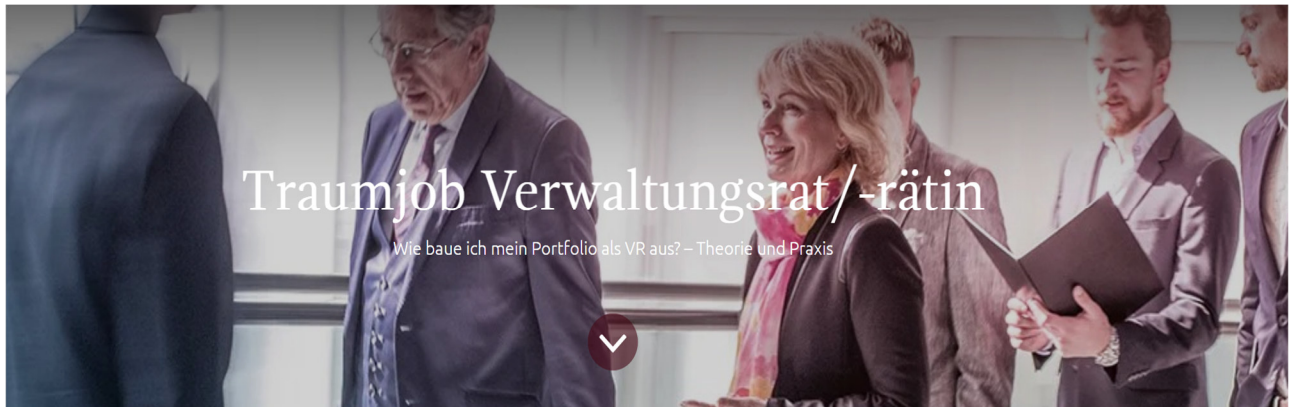 Traumjob Verwaltungsrat/-rätin
Wie baue ich mein Portfolio als VR aus? – Theorie und Praxis